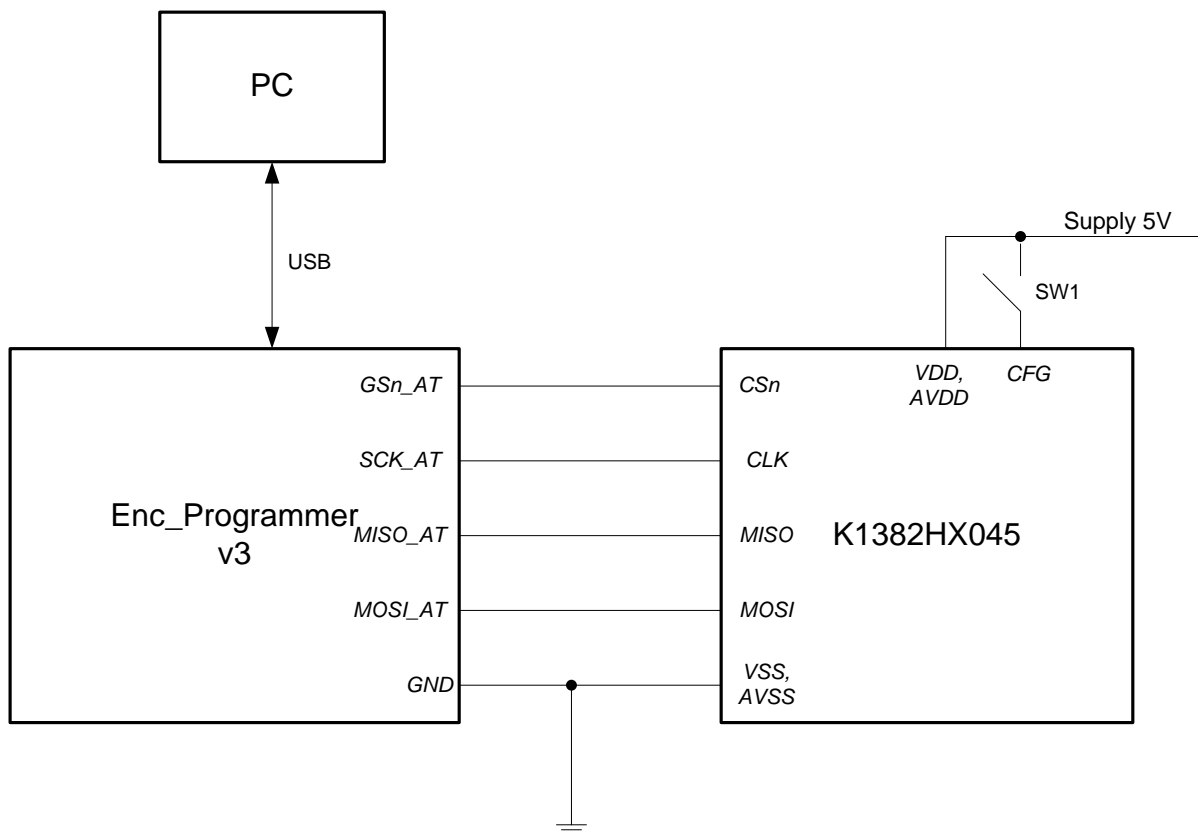 PC
USB
Supply 5V
SW1
Enc_Programmer
v3
GSn_AT
SCK_AT
MISO_AT
MOSI_AT
GND
CSn
CLK
MISO
MOSI
VSS,
AVSS
VDD,
AVDD
CFG
K1382HX045